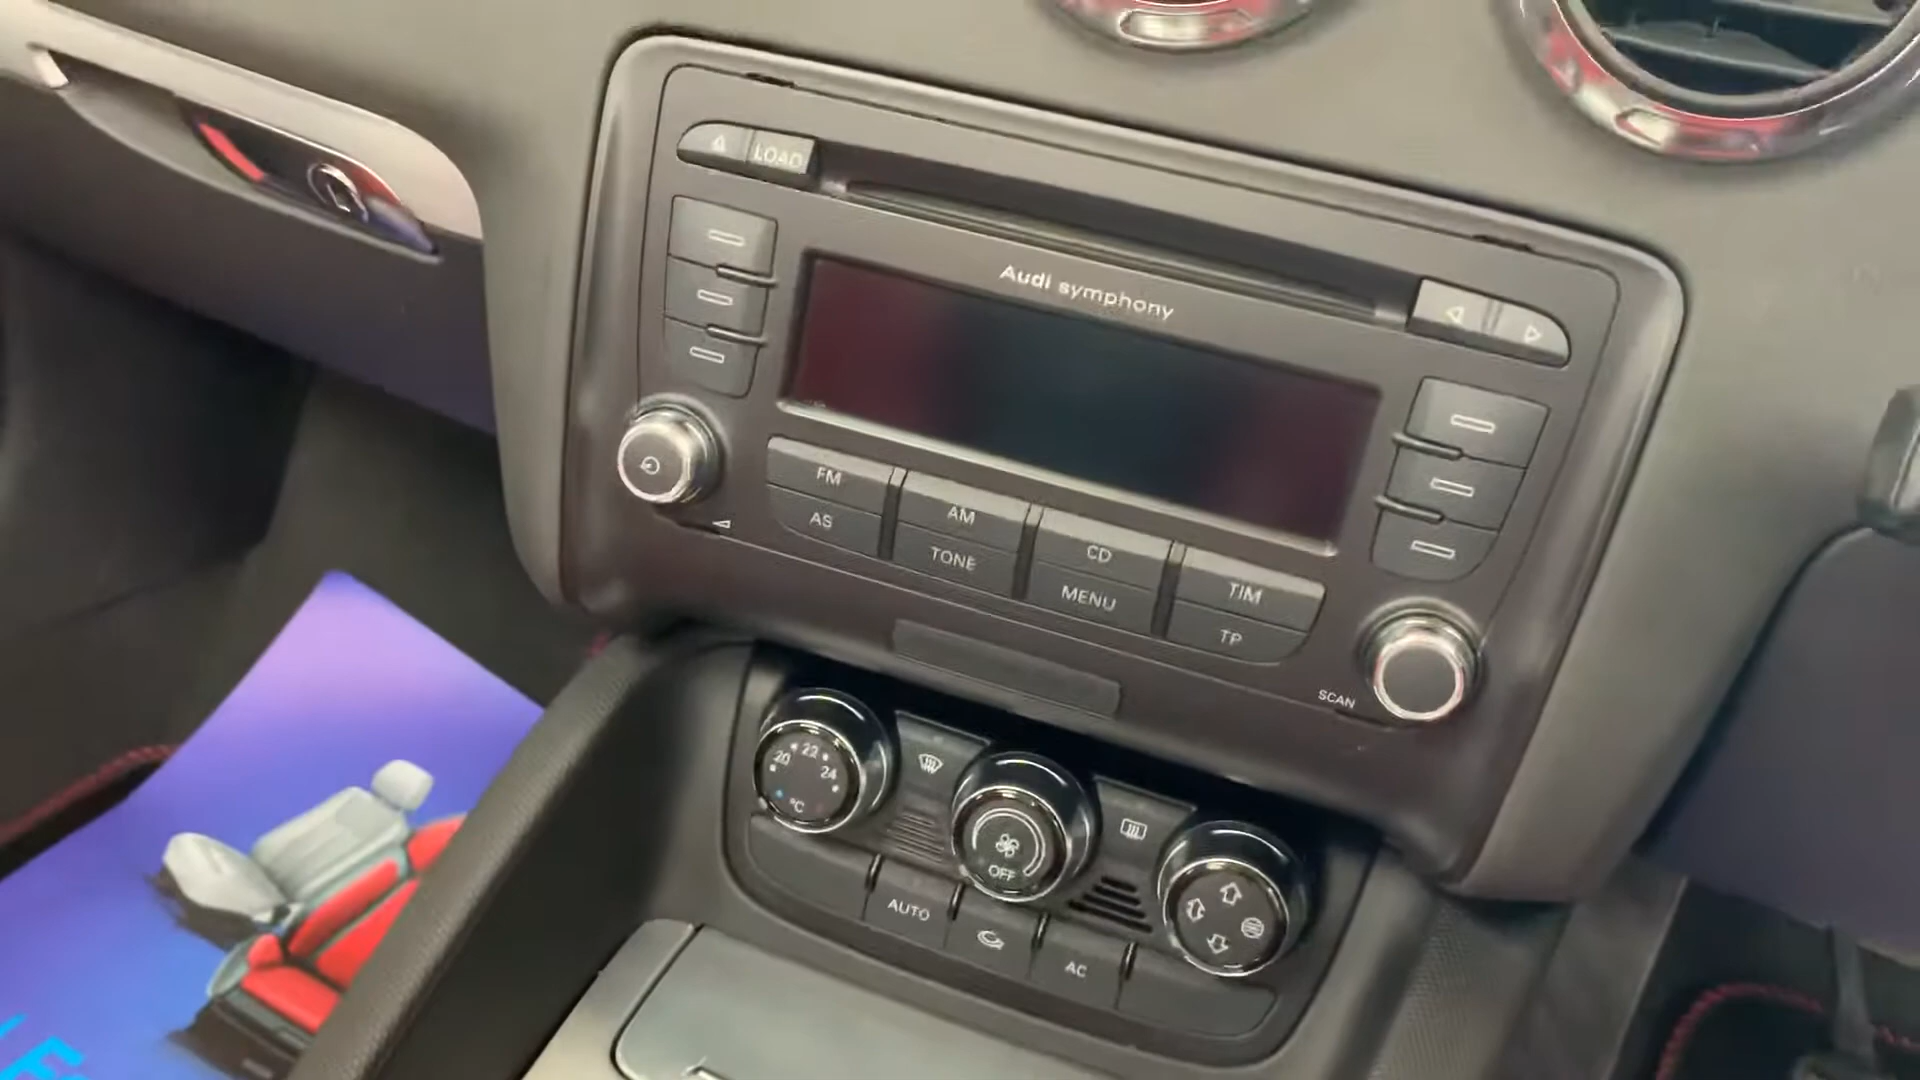 LOAD
Audi symphony
FM
AM
CD
TIM
AS
TONE
MENU
TP
SCAN
20 22 24
°C
OFF
AUTO
AC